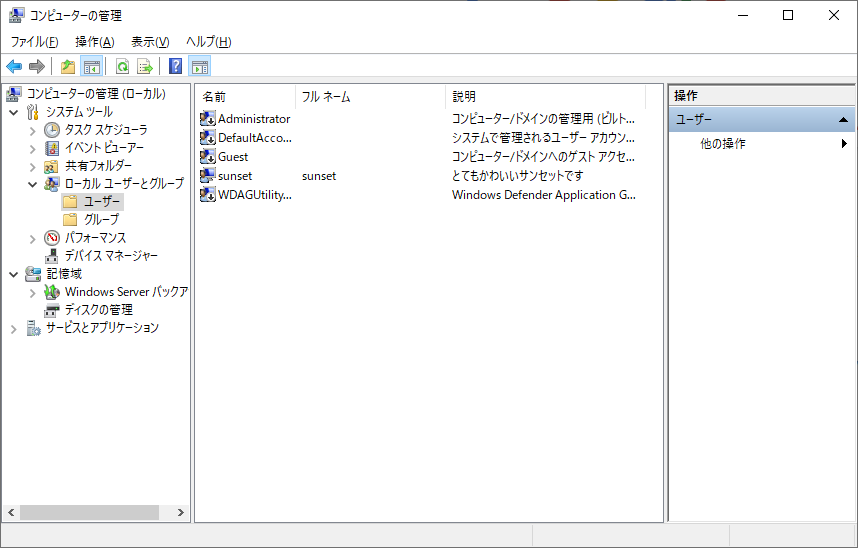 コンピューターの管理
ファイル(F) 操作(A) 表示(V) ヘルプ(H)
コンピューターの管理 (ローカル)
システム ツール
タスク スケジューラ
イベント ビューアー
共有フォルダー
ローカル ユーザーとグループ
ユーザー
グループ
パフォーマンス
デバイス マネージャー
記憶域
Windows Server バックア
ディスクの管理
サービスとアプリケーション
名前 フル ネーム 説明
Administrator コンピューター/ドメインの管理用 (ビルト...
DefaultAcco... システムで管理されるユーザー アカウン...
Guest コンピューター/ドメインへのゲスト アクセ...
sunset sunset とてもかわいいサンセットです
WDAGUtility... Windows Defender Application G...
操作
ユーザー
他の操作